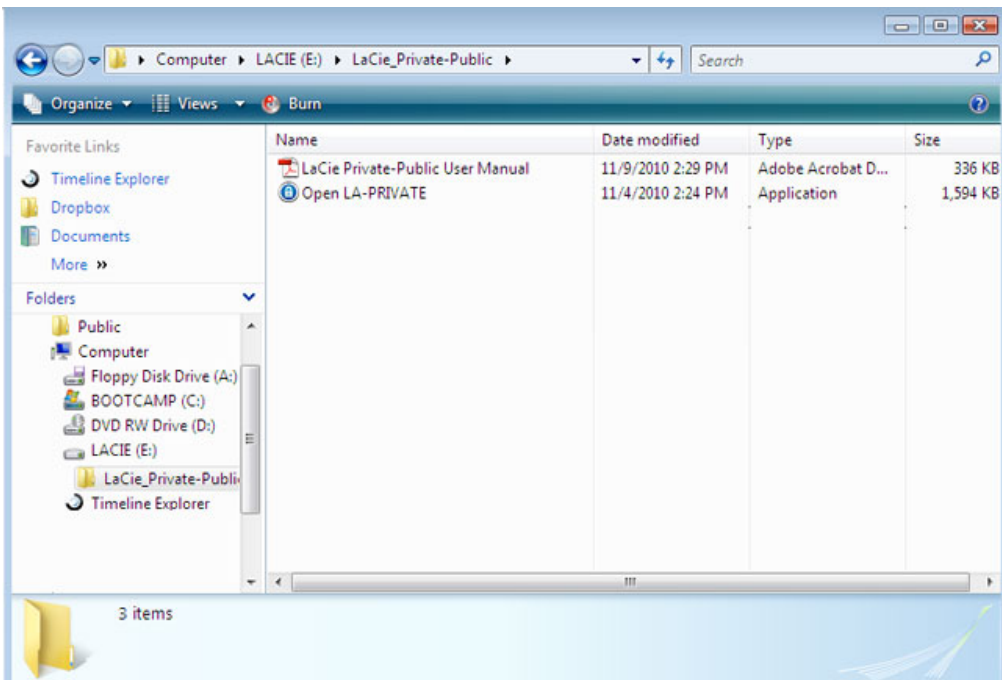 Computer LACIE (E:) LaCie_Private-Public Search
Organize Views Burn
Favorite Links
Timeline Explorer
Dropbox
Documents
More »
Folders
Public
Computer
Floppy Disk Drive (A:)
BOOTCAMP (C:)
DVD RW Drive (D:)
LACIE (E:)
LaCie_Private-Public
Timeline Explorer
Name Date modified Type Size
LaCie Private-Public User Manual 11/9/2010 2:29 PM Adobe Acrobat D... 336 KB
Open LA-PRIVATE 11/4/2010 2:24 PM Application 1,594 KB
3 items